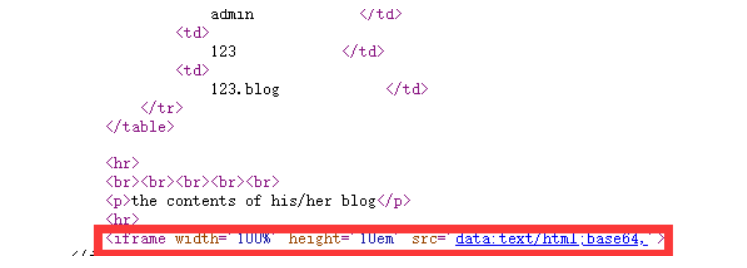 admin </td>
<td>
123 </td>
<td>
123.blog </td>
</tr>
</table>
<hr>
<br><br><br><br><br>
<p>the contents of his/her blog</p>
<hr>
<iframe width='100%' height='10em' src='data:text/html;base64,'>